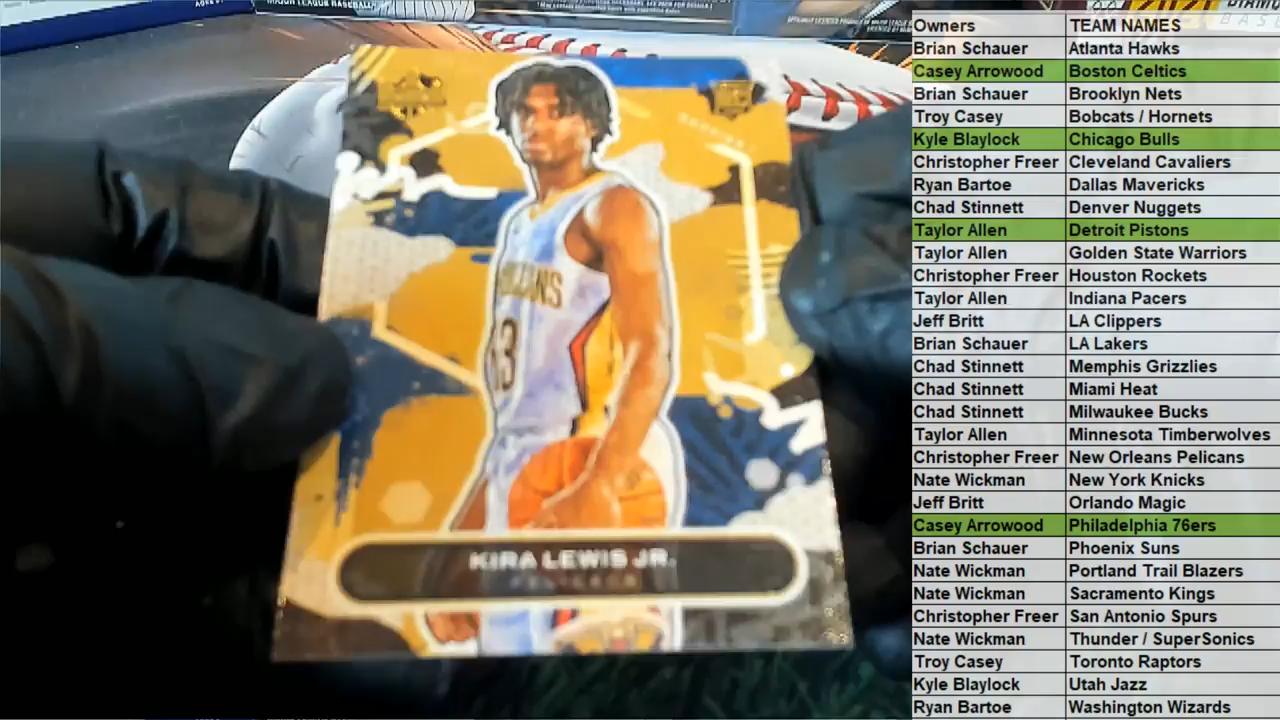 MAJOR LEAGUE BASEBALL
LICANS
13
KIRA LEWIS JR.
Owners TEAM NAMES
Brian Schauer Atlanta Hawks
Casey Arrowood Boston Celtics
Brian Schauer Brooklyn Nets
Troy Casey Bobcats / Hornets
Kyle Blaylock Chicago Bulls
Christopher Freer Cleveland Cavaliers
Ryan Bartoe Dallas Mavericks
Chad Stinnett Denver Nuggets
Taylor Allen Detroit Pistons
Taylor Allen Golden State Warriors
Christopher Freer Houston Rockets
Taylor Allen Indiana Pacers
Jeff Britt LA Clippers
Brian Schauer LA Lakers
Chad Stinnett Memphis Grizzlies
Chad Stinnett Miami Heat
Chad Stinnett Milwaukee Bucks
Taylor Allen Minnesota Timberwolves
Christopher Freer New Orleans Pelicans
Nate Wickman New York Knicks
Jeff Britt Orlando Magic
Casey Arrowood Philadelphia 76ers
Brian Schauer Phoenix Suns
Nate Wickman Portland Trail Blazers
Nate Wickman Sacramento Kings
Christopher Freer San Antonio Spurs
Nate Wickman Thunder / SuperSonics
Troy Casey Toronto Raptors
Kyle Blaylock Utah Jazz
Ryan Bartoe Washington Wizards